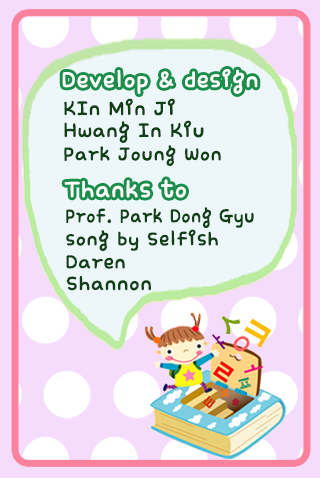 Develop & design
KIn Min Ji
Hwang In Kiu
Park Joung Won
Thanks to
Prof. Park Dong Gyu
song by Selfish
Daren
Shannon
ㅅ
ㅋ
ㅇ
ㄹ
ㅅ
ㅍ
ㅌ